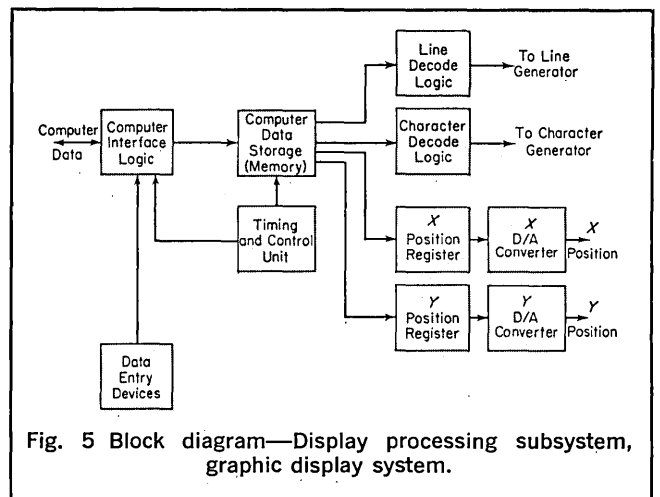 Line
Decode
Logic
To Line
Generator
Computer
Data
Computer
Interface
Logic
Computer
Data
Storage
(Memory)
Character
Decode
Logic
To Character
Generator
Timing
and Control
Unit
X
Position
Register
X
D/A
Converter
X
Position
Y
Position
Register
Y
D/A
Converter
Y
Position
Data
Entry
Devices
Fig. 5 Block diagram—Display processing subsystem,
graphic display system.